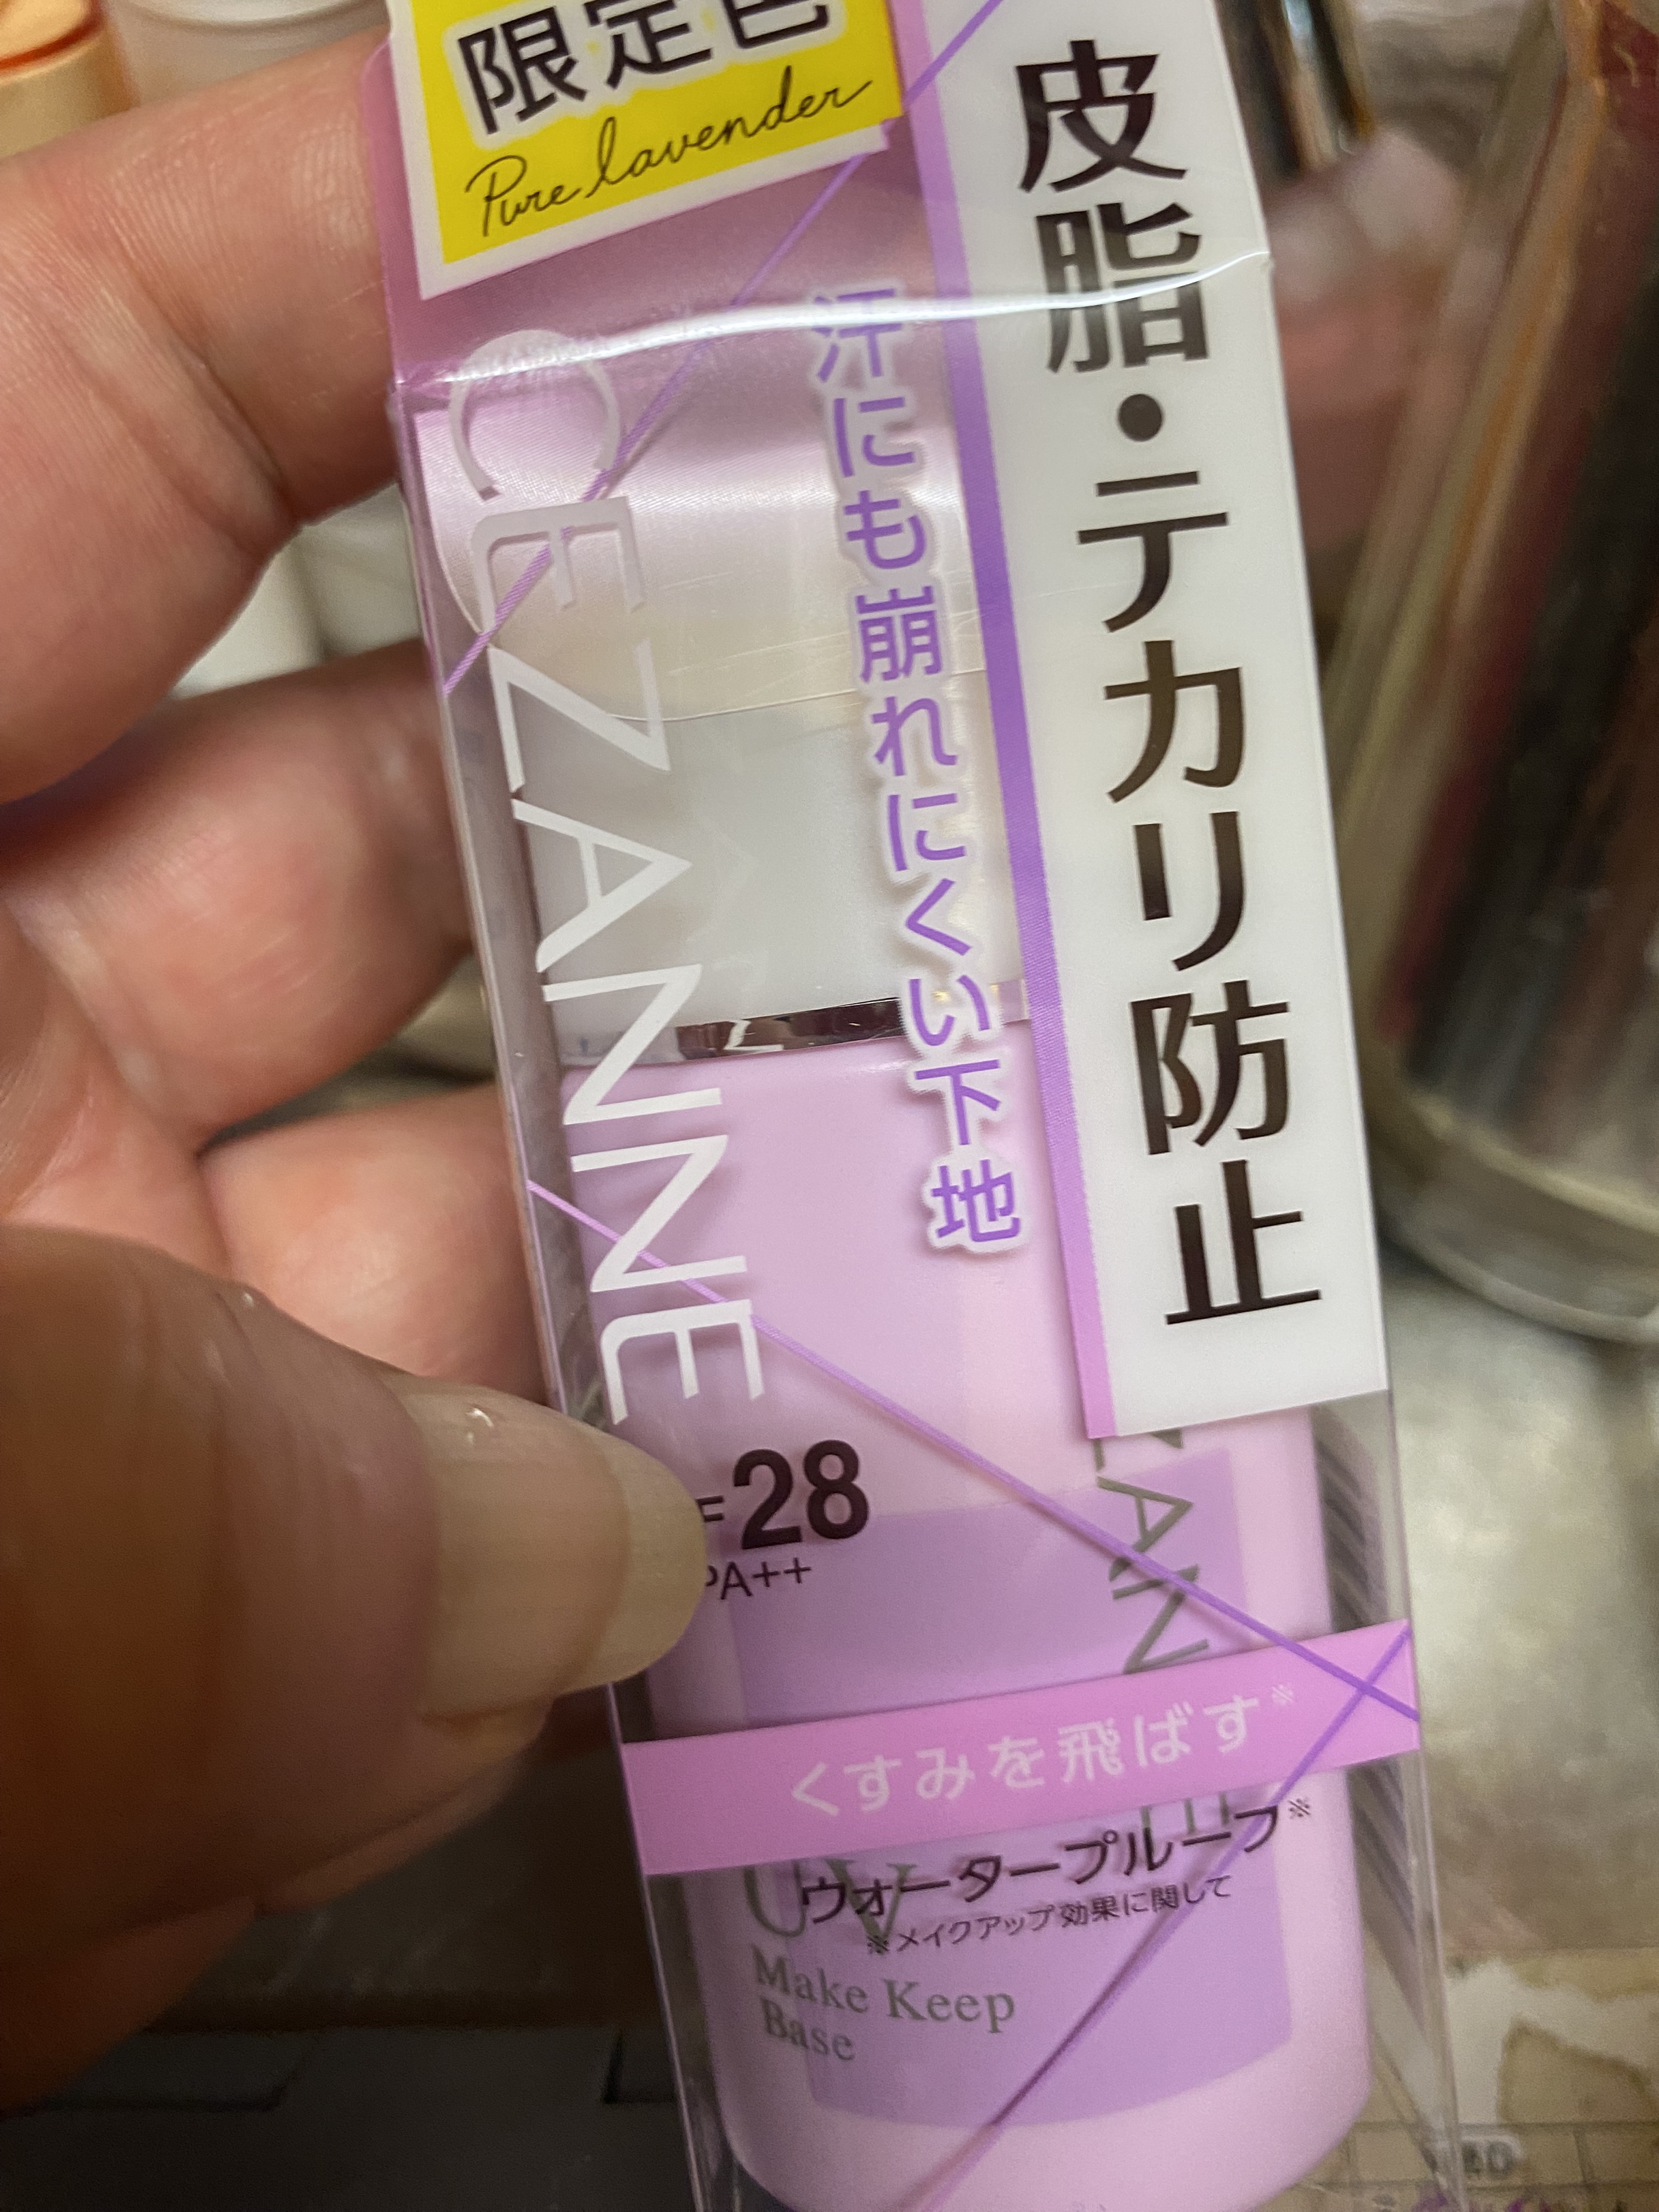 限定色
Pure lavender
皮脂・テカリ防止
汗にも崩れにくい下地
CEZANNE
28
PA++
くすみを飛ばす※
ウォータープルーフ※
※メイクアップ効果に関して
UV
Make Keep
Base